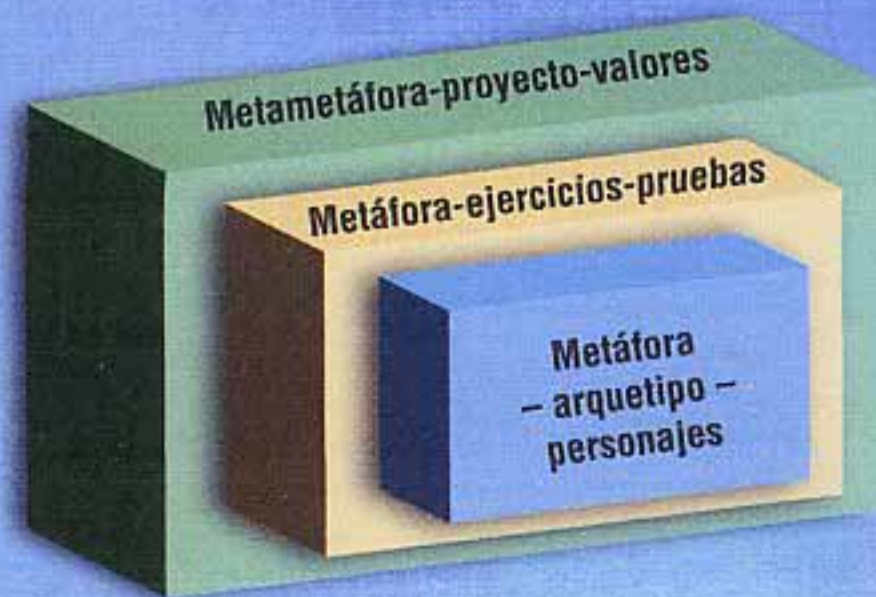 Metametáfora-proyecto-valores
Metáfora-ejercicios-pruebas
Metáfora
– arquetipo –
personajes